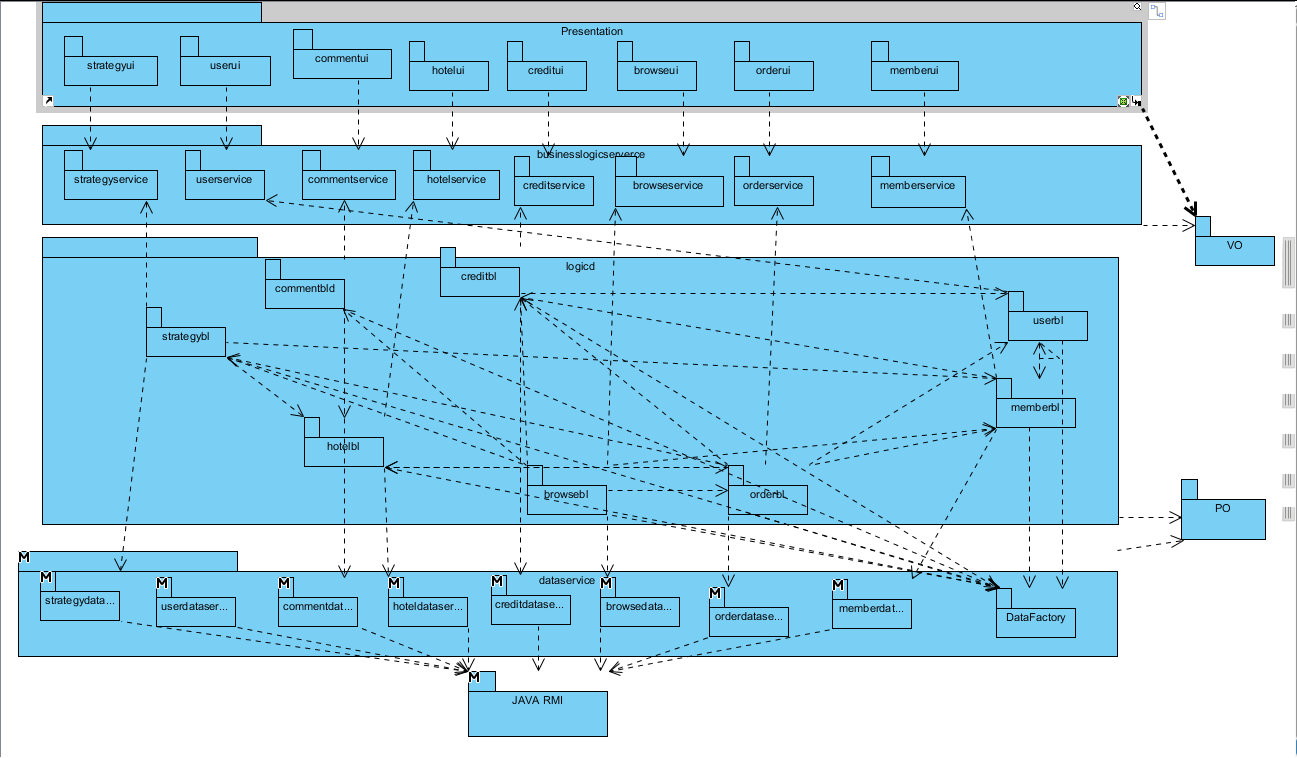 Presentation
strategyui
userui
commentui
hotelui
creditui
browseui
orderui
memberui
businesslogicserverce
strategyservice
userservice
commentservice
hotelservice
creditservice
browseservice
orderservice
memberservice
VO
logicd
commentbld
creditbl
userbl
strategybl
memberbl
hotelbl
browsebl
orderbl
PO
dataservice
M
M
strategydata...
M
userdataser...
M
commentdat...
M
hoteldataser...
M
creditdatase...
M
browsedata...
M
orderdatase...
M
memberdat...
DataFactory
M
JAVA RMI